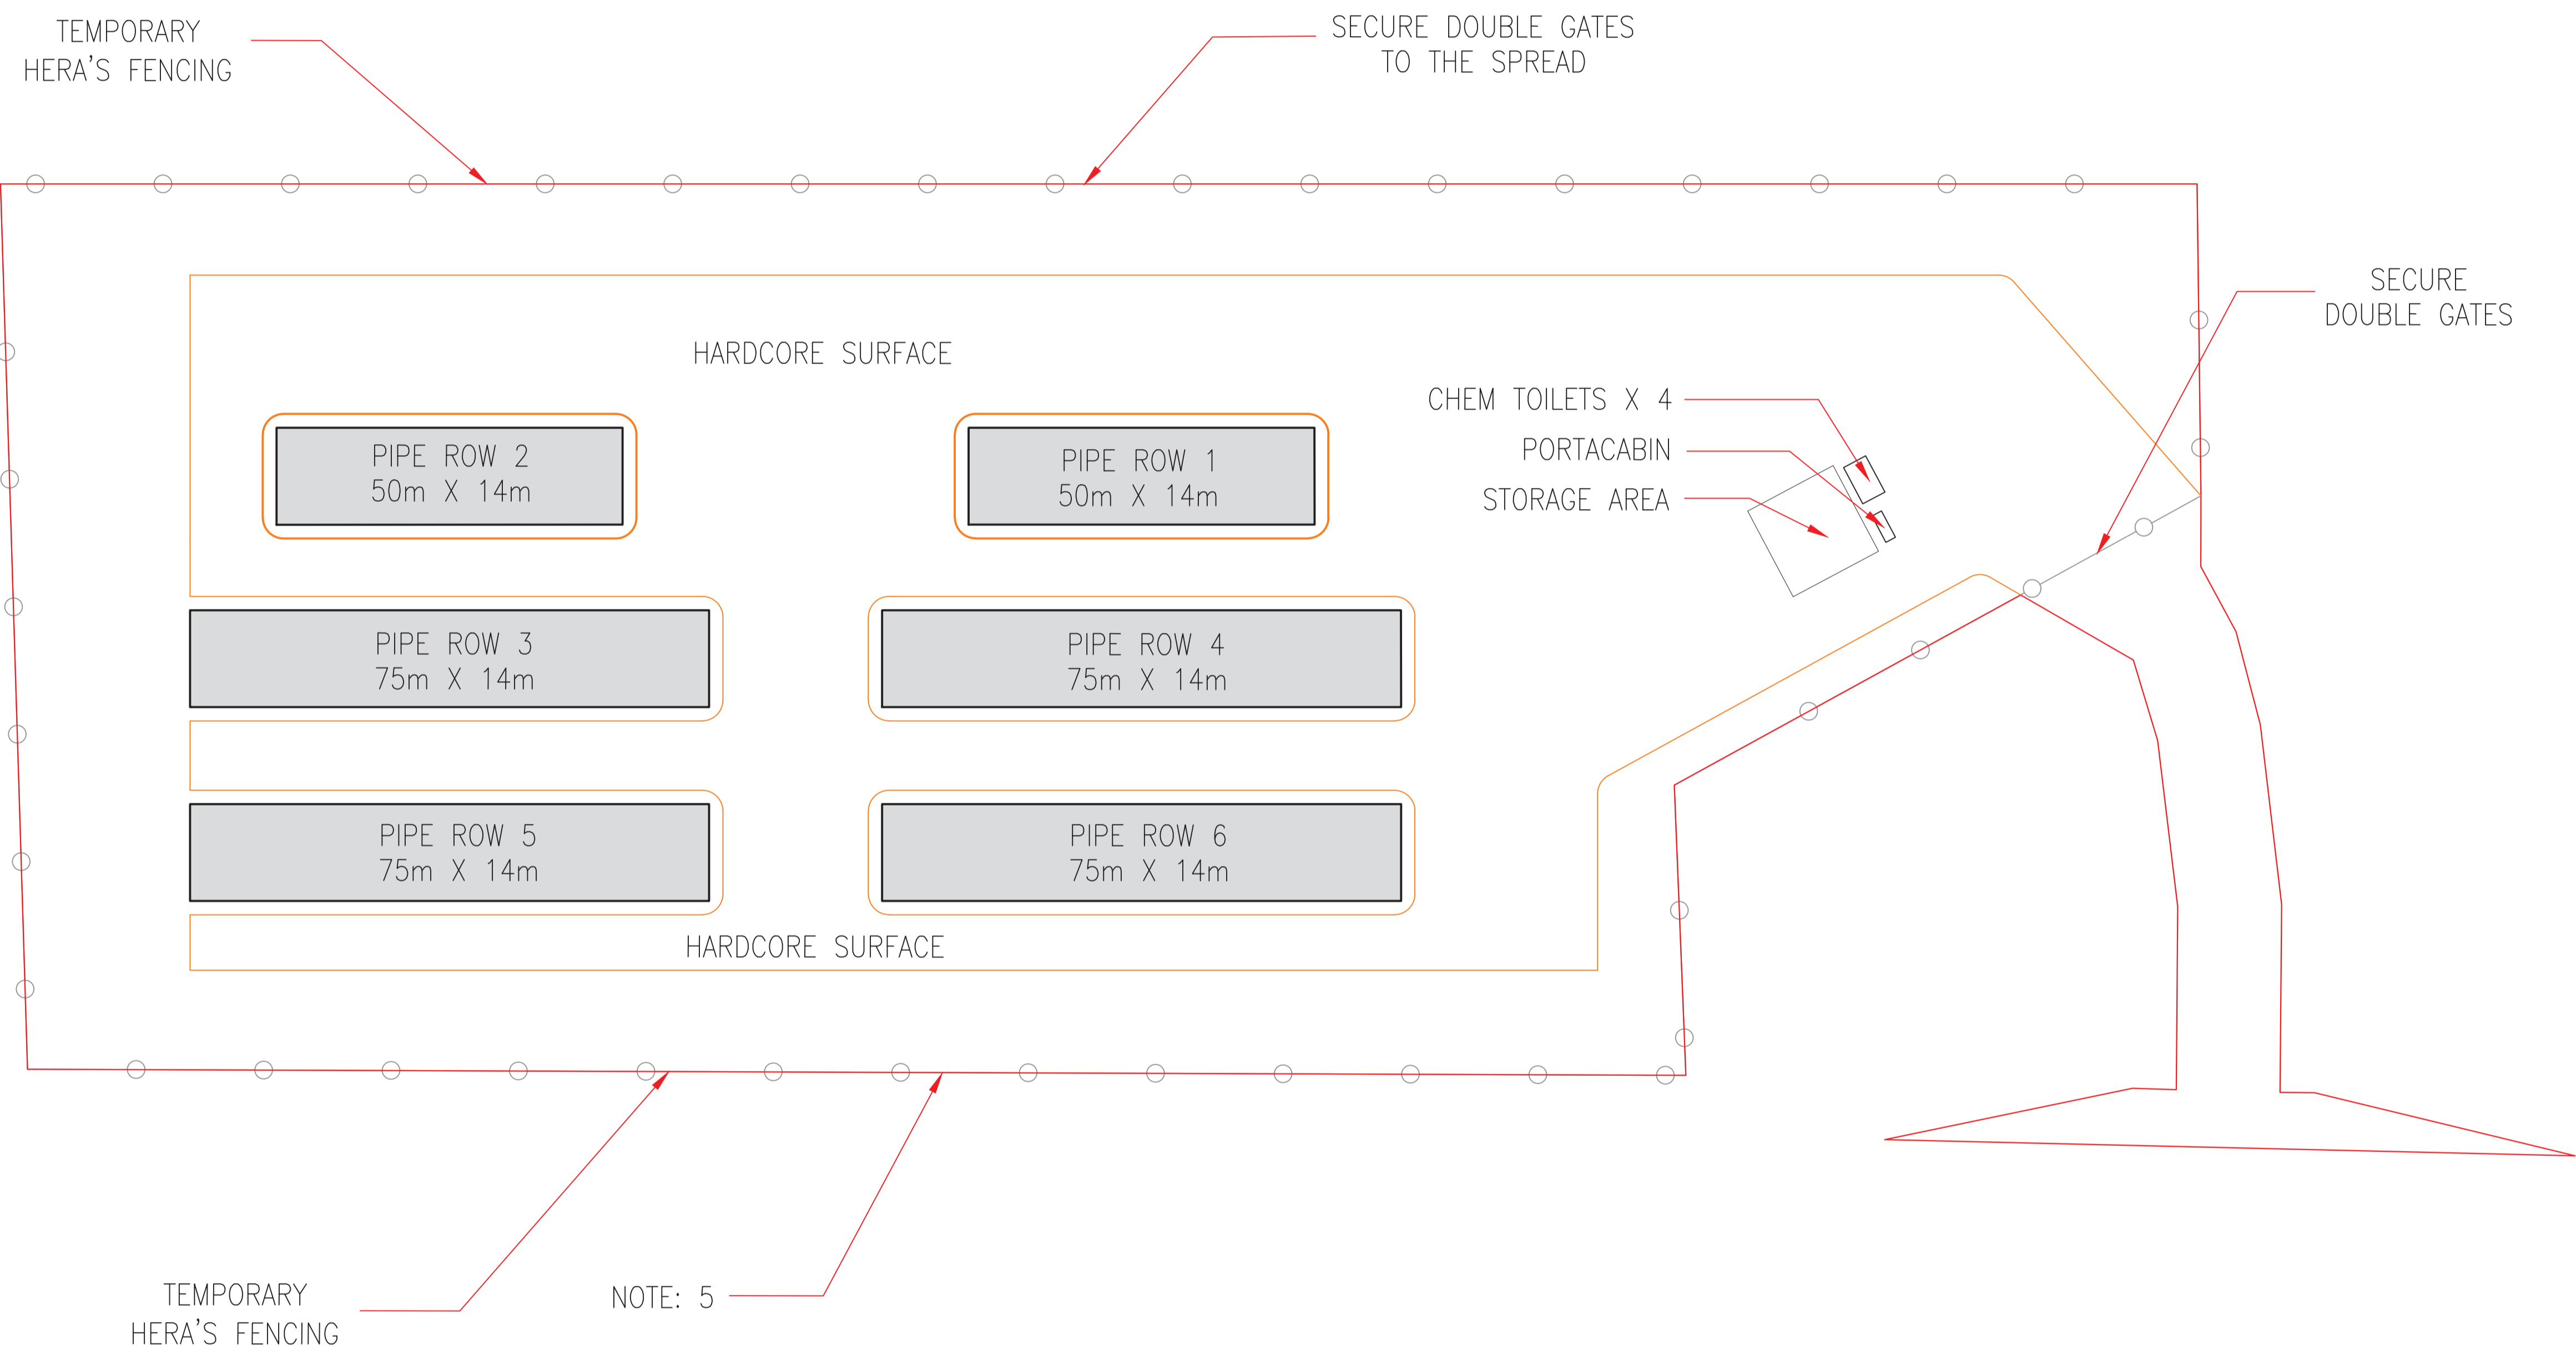 TEMPORARY
HERA'S FENCING
SECURE DOUBLE GATES
TO THE SPREAD
SECURE
DOUBLE GATES
HARDCORE SURFACE
CHEM TOILETS X 4
PORTACABIN
STORAGE AREA
PIPE ROW 2
50m X 14m
PIPE ROW 1
50m X 14m
PIPE ROW 3
75m X 14m
PIPE ROW 4
75m X 14m
PIPE ROW 5
75m X 14m
PIPE ROW 6
75m X 14m
HARDCORE SURFACE
TEMPORARY
HERA'S FENCING
NOTE: 5